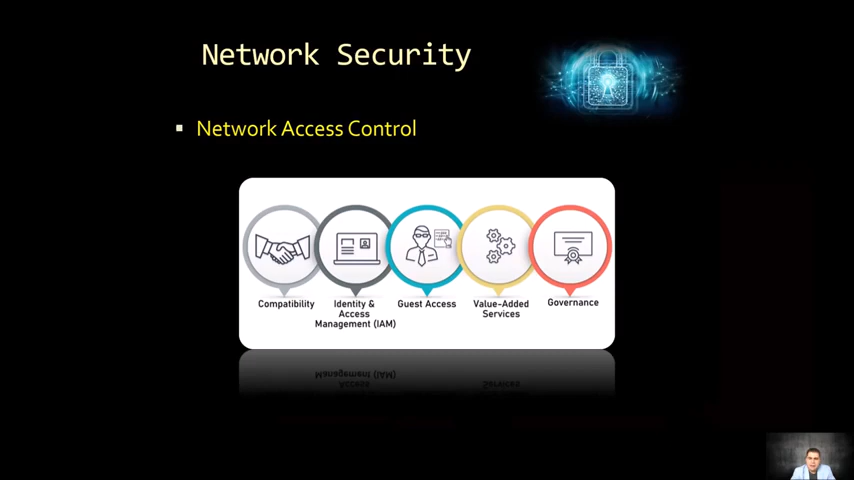 Network Security
Network Access Control
Compatibility
Identity &
Access
Management (IAM)
Guest Access
Value-Added
Services
Governance